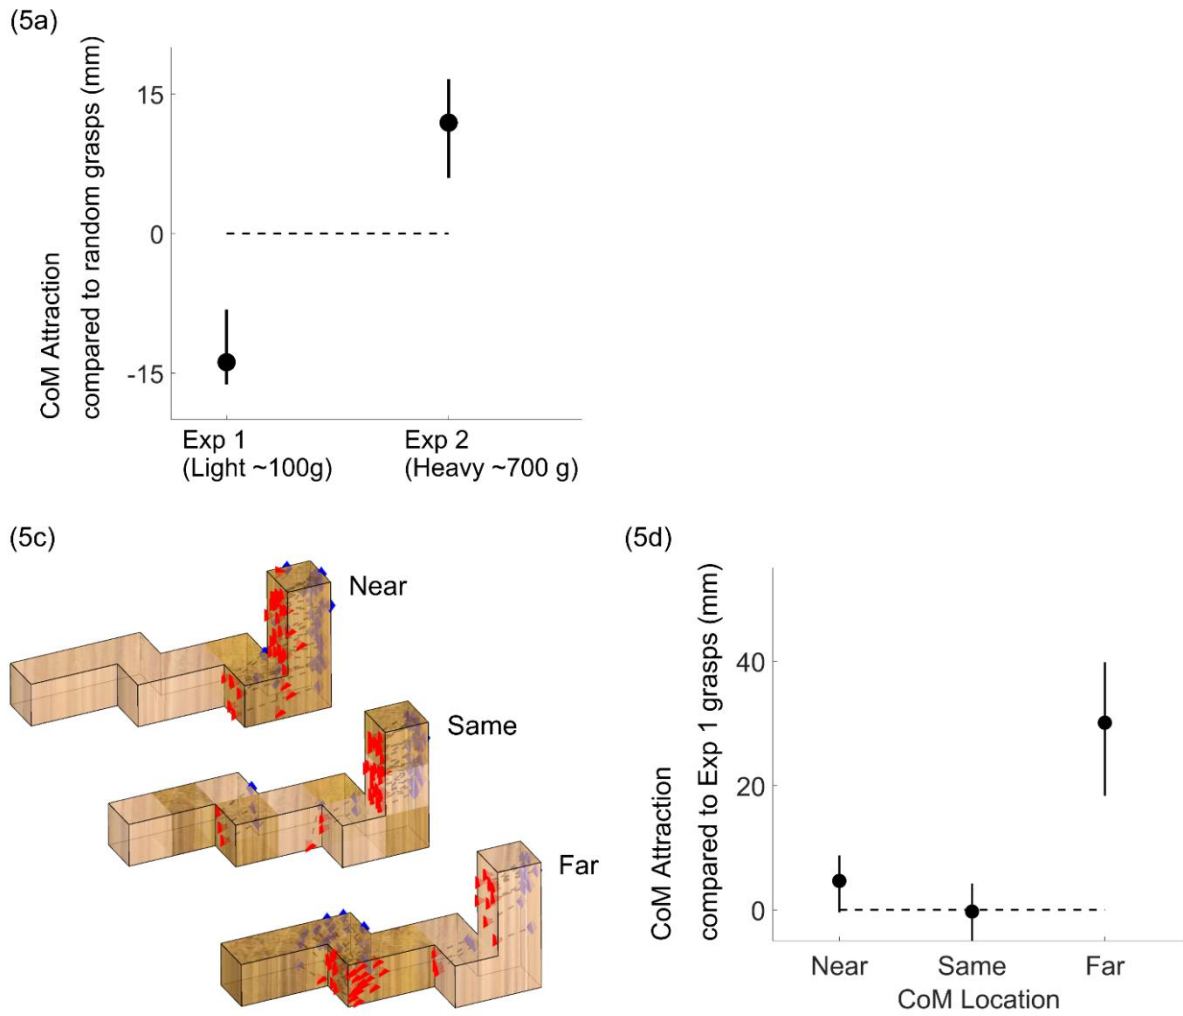 (5a)
CoM Attraction
compared to random grasps (mm)
15
0
-15
Exp 1
(Light ~100g)
Exp 2
(Heavy ~700 g)
(5c)
Near
Same
Far
(5d)
CoM Attraction
compared to Exp 1 grasps (mm)
40
20
0
Near
Same
Far
CoM Location